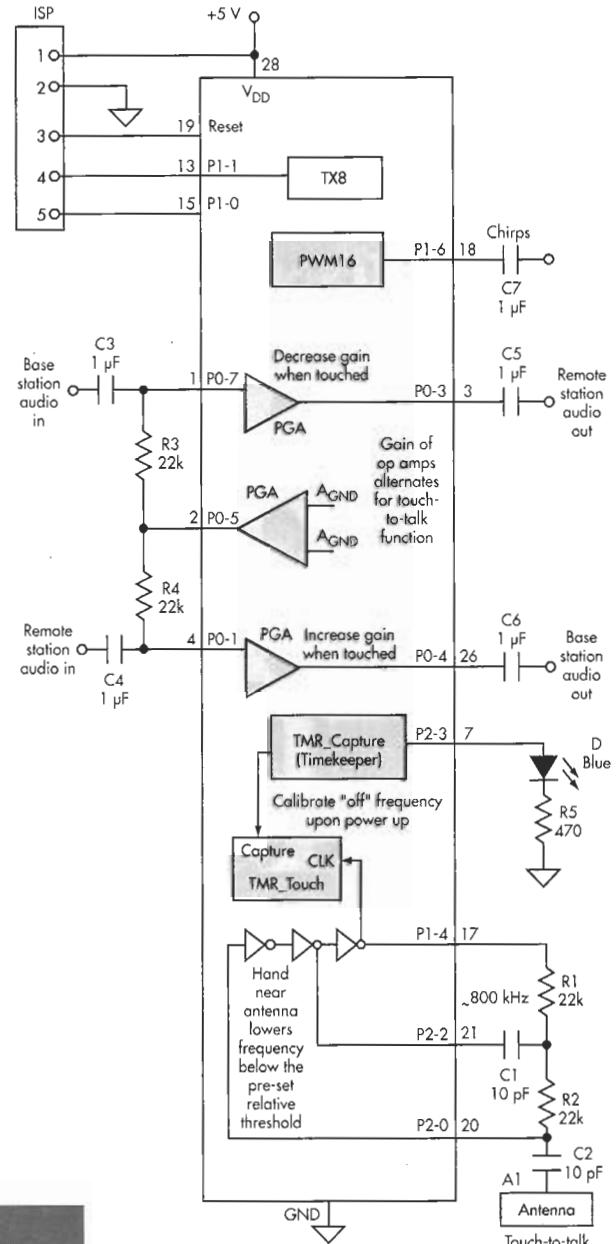 ISP
+5 V
1
2
3
4
5
28
V_DD
19 Reset
13 P1-1
TX8
15 P1-0
PWM16
P1-6 18
Chirps
C7
1 µF
C3
1 µF
Base
station
audio
in
1 P0-7
Decrease gain
when touched
PGA
P0-3 3
C5
1 µF
Remote
station
audio
out
R3
22k
2 P0-5
PGA
A_GND
A_GND
Gain of
op amps
alternates
for touch-
to-talk
function
R4
22k
Remote
station
audio in
C4
1 µF
4 P0-1
PGA
Increase gain
when touched
P0-4 26
C6
1 µF
Base
station
audio
out
TMR_Capture
(Timekeeper)
P2-3 7
D
Blue
R5
470
Calibrate "off" frequency
upon power up
Capture
CLK
TMR_Touch
P1-4 17
Hand
near
antenna
lowers
frequency
below the
pre-set
relative
threshold
~800 kHz
R1
22k
P2-2 21
C1
10 pF
R2
22k
P2-0 20
C2
10 pF
A1
Antenna
GND
Touch-to-talk